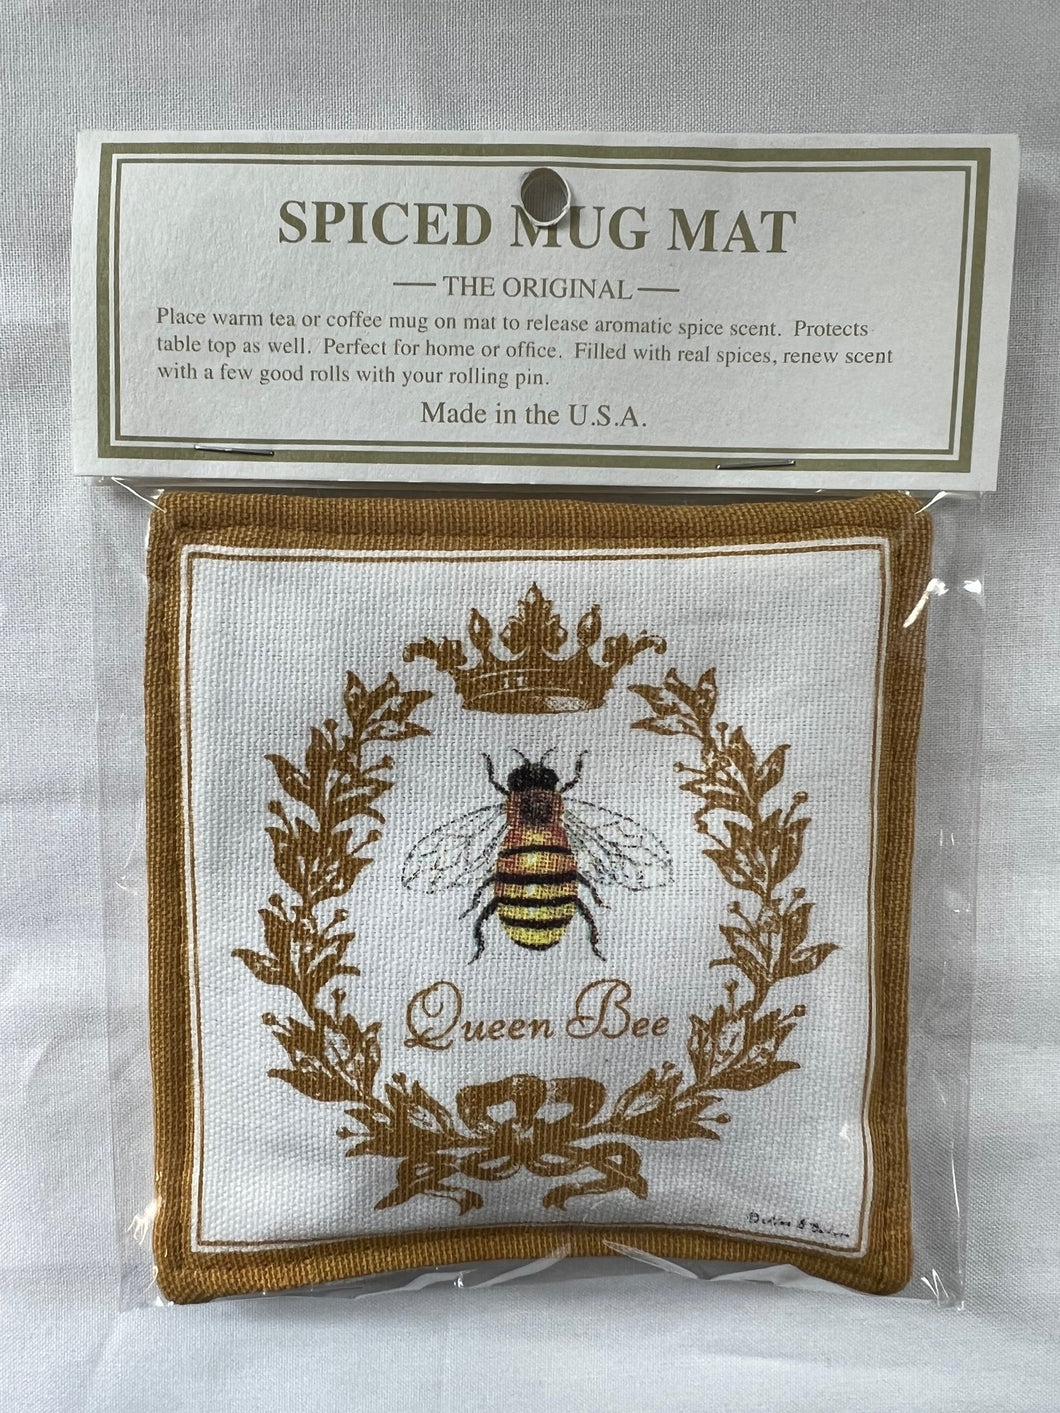 SPICED MUG MAT
THE ORIGINAL
Place warm tea or coffee mug on mat to release aromatic spice scent. Protects
table top as well. Perfect for home or office. Filled with real spices, renew scent
with a few good rolls with your rolling pin.
Made in the U.S.A.
Queen Bee